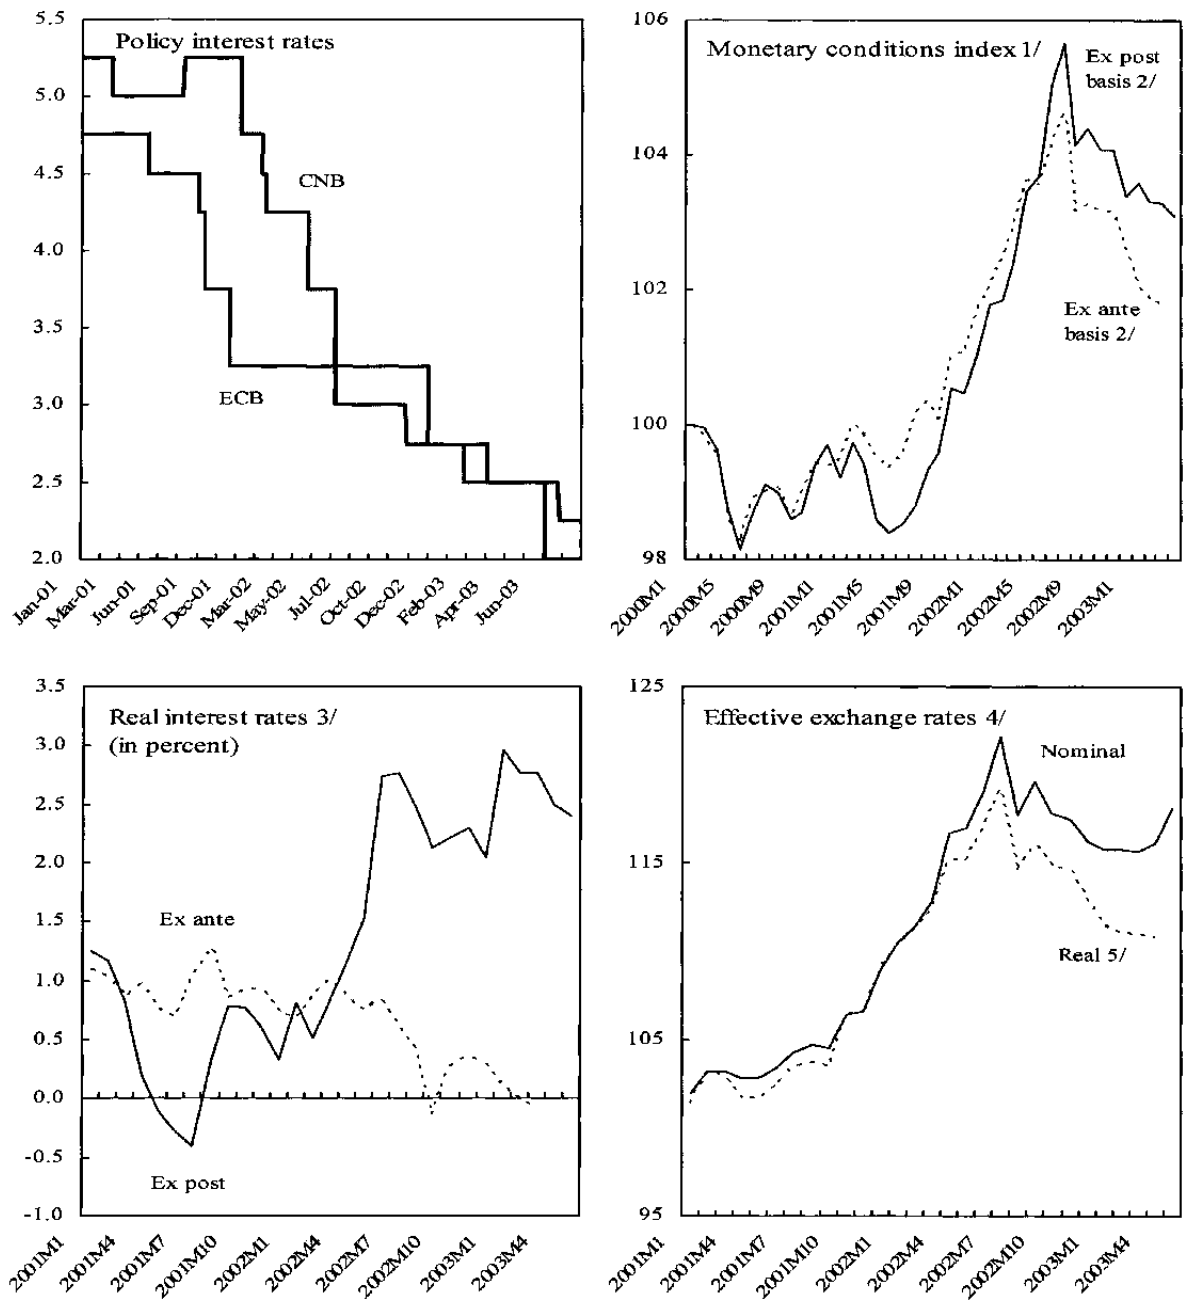 5.5
5.0
4.5
4.0
3.5
3.0
2.5
2.0
Policy interest rates
CNB
ECB
Jan-01
Mar-01
Jun-01
Sep-01
Dec-01
Mar-02
May-02
Jul-02
Oct-02
Dec-02
Feb-03
Apr-03
Jun-03
106
104
102
100
98
Monetary conditions index 1/
Ex post
basis 2/
Ex ante
basis 2/
2000M1
2000M5
2000M9
2001M1
2001M5
2001M9
2002M1
2002M5
2002M9
2003M1
3.5
3.0
2.5
2.0
1.5
1.0
0.5
0.0
-0.5
-1.0
Real interest rates 3/
(in percent)
Ex ante
Ex post
2001M1
2001M4
2001M7
2001M10
2002M1
2002M4
2002M7
2002M10
2003M1
2003M4
125
115
105
95
Effective exchange rates 4/
Nominal
Real 5/
2001M1
2001M4
2001M7
2001M10
2002M1
2002M4
2002M7
2002M10
2003M1
2003M4